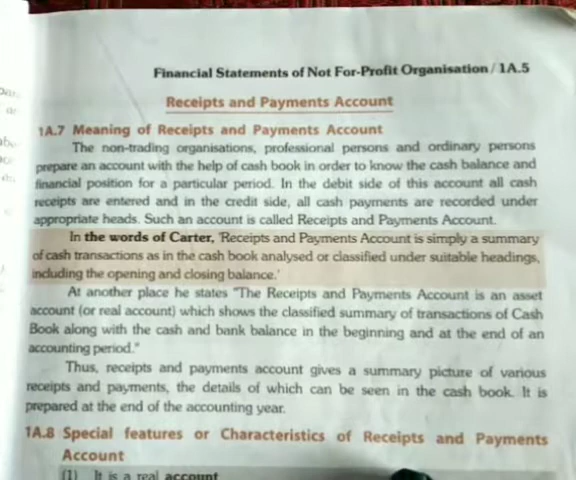 Financial Statements of Not For-Profit Organisation / 1A.5
Receipts and Payments Account
1A.7 Meaning of Receipts and Payments Account
The non-trading organisations, professional persons and ordinary persons
prepare an account with the help of cash book in order to know the cash balance and
financial position for a particular period. In the debit side of this account all cash
receipts are entered and in the credit side, all cash payments are recorded under
appropriate heads. Such an account is called Receipts and Payments Account.
In the words of Carter, 'Receipts and Payments Account is simply a summary
of cash transactions as in the cash book analysed or classified under suitable headings,
including the opening and closing balance.'
At another place he states "The Receipts and Payments Account is an asset
account (or real account) which shows the classified summary of transactions of Cash
Book along with the cash and bank balance in the beginning and at the end of an
accounting period."
Thus, receipts and payments account gives a summary picture of various
receipts and payments, the details of which can be seen in the cash book. It is
prepared at the end of the accounting year.
1A.8 Special features or Characteristics of Receipts and Payments
Account
(1) It is a real account